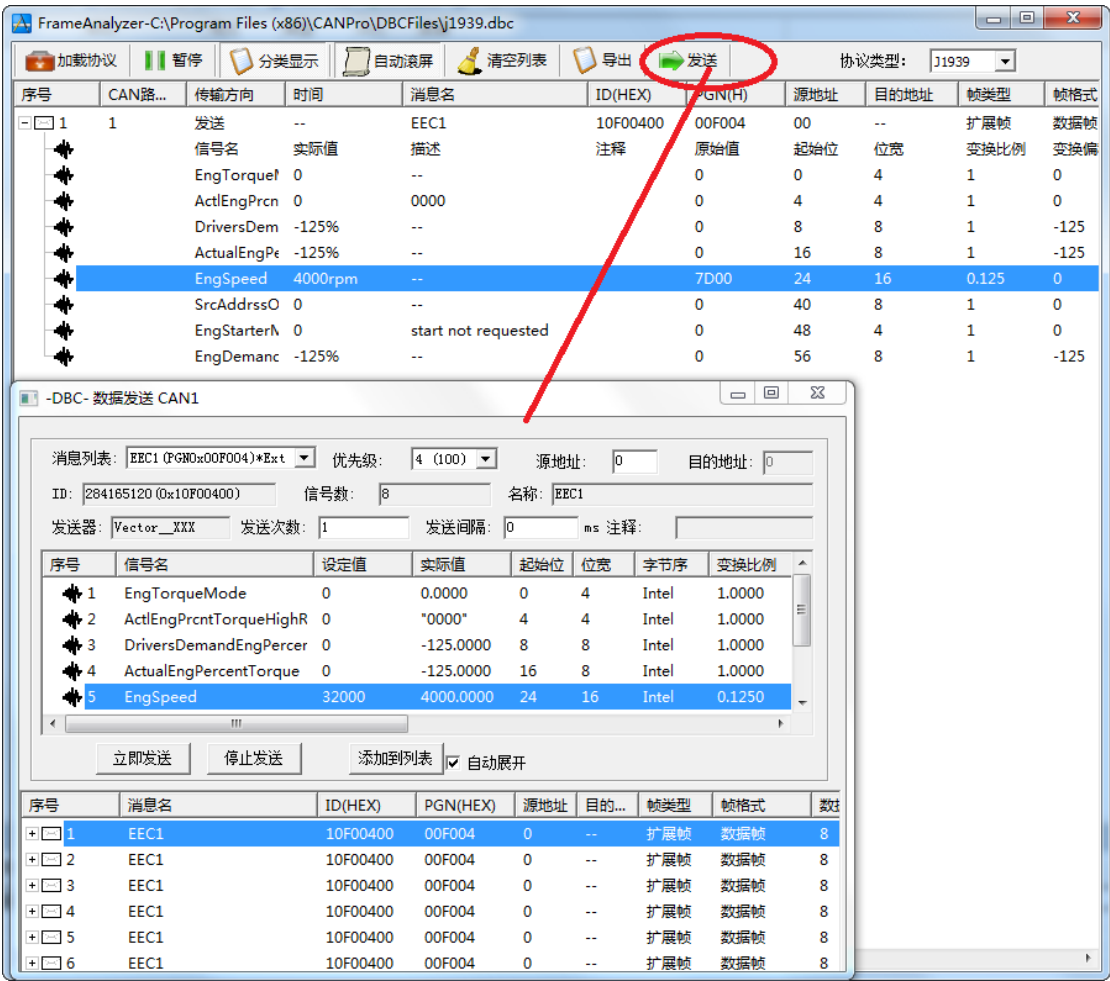 FrameAnalyzer-C:\Program Files (x86)\CANPro\DBCFiles\j1939.dbc
加载协议 暂停 分类显示 自动滚屏 清空列表 导出 发送 协议类型: J1939
序号 CAN路... 传输方向 时间 消息名 ID(HEX) PGN(H) 源地址 目的地址 帧类型 帧格式
1 1 发送 -- EEC1 10F00400 00F004 00 -- 扩展帧 数据帧
信号名 实际值 描述 注释 原始值 起始位 位宽 变换比例 变换偏
EngTorqueM 0 -- 0 0 4 1 0
ActlEngPrcn 0 0000 0 4 4 1 0
DriversDem -125% -- 0 8 8 1 -125
ActualEngPe -125% -- 0 16 8 1 -125
EngSpeed 4000rpm -- 7D00 24 16 0.125 0
SrcAddrssO 0 -- 0 40 8 1 0
EngStarterM 0 start not requested 0 48 4 1 0
EngDemanc -125% -- 0 56 8 1 -125
-DBC- 数据发送 CAN1
消息列表: EEC1(PGN0x00F004)*Ext 优先级: 4 (100) 源地址: 0 目的地址: 0
ID: 284165120(0x10F00400) 信号数: 8 名称: EEC1
发送器: Vector__XXX 发送次数: 1 发送间隔: 0 ms 注释:
序号 信号名 设定值 实际值 起始位 位宽 字节序 变换比例
1 EngTorqueMode 0 0.0000 0 4 Intel 1.0000
2 ActlEngPrcntTorqueHighR 0 "0000" 4 4 Intel 1.0000
3 DriversDemandEngPercer 0 -125.0000 8 8 Intel 1.0000
4 ActualEngPercentTorque 0 -125.0000 16 8 Intel 1.0000
5 EngSpeed 32000 4000.0000 24 16 Intel 0.1250
立即发送 停止发送 添加到列表 自动展开
序号 消息名 ID(HEX) PGN(HEX) 源地址 目的... 帧类型 帧格式 数
1 EEC1 10F00400 00F004 0 -- 扩展帧 数据帧 8
2 EEC1 10F00400 00F004 0 -- 扩展帧 数据帧 8
3 EEC1 10F00400 00F004 0 -- 扩展帧 数据帧 8
4 EEC1 10F00400 00F004 0 -- 扩展帧 数据帧 8
5 EEC1 10F00400 00F004 0 -- 扩展帧 数据帧 8
6 EEC1 10F00400 00F004 0 -- 扩展帧 数据帧 8